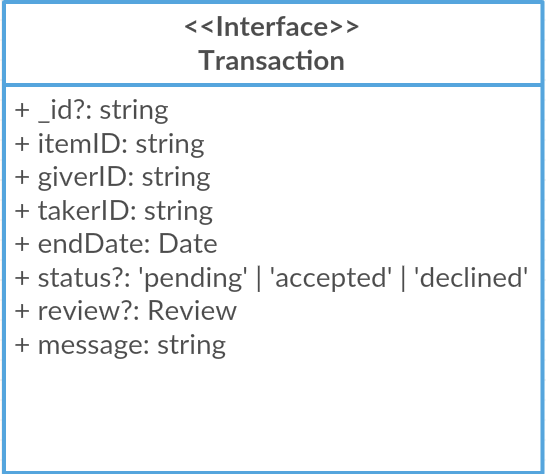 <<Interface>>
Transaction
+ _id?: string
+ itemID: string
+ giverID: string
+ takerID: string
+ endDate: Date
+ status?: 'pending' | 'accepted' | 'declined'
+ review?: Review
+ message: string